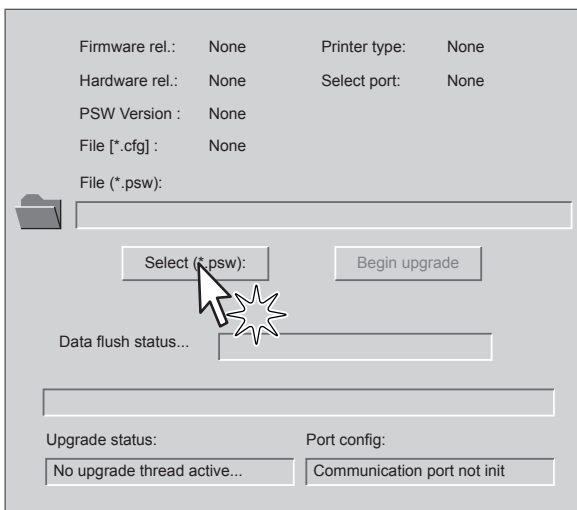 Firmware rel.: None Printer type: None
Hardware rel.: None Select port: None
PSW Version : None
File [*.cfg] : None
File (*.psw):
Select (*.psw): Begin upgrade
Data flush status...
Upgrade status: Port config:
No upgrade thread active... Communication port not init